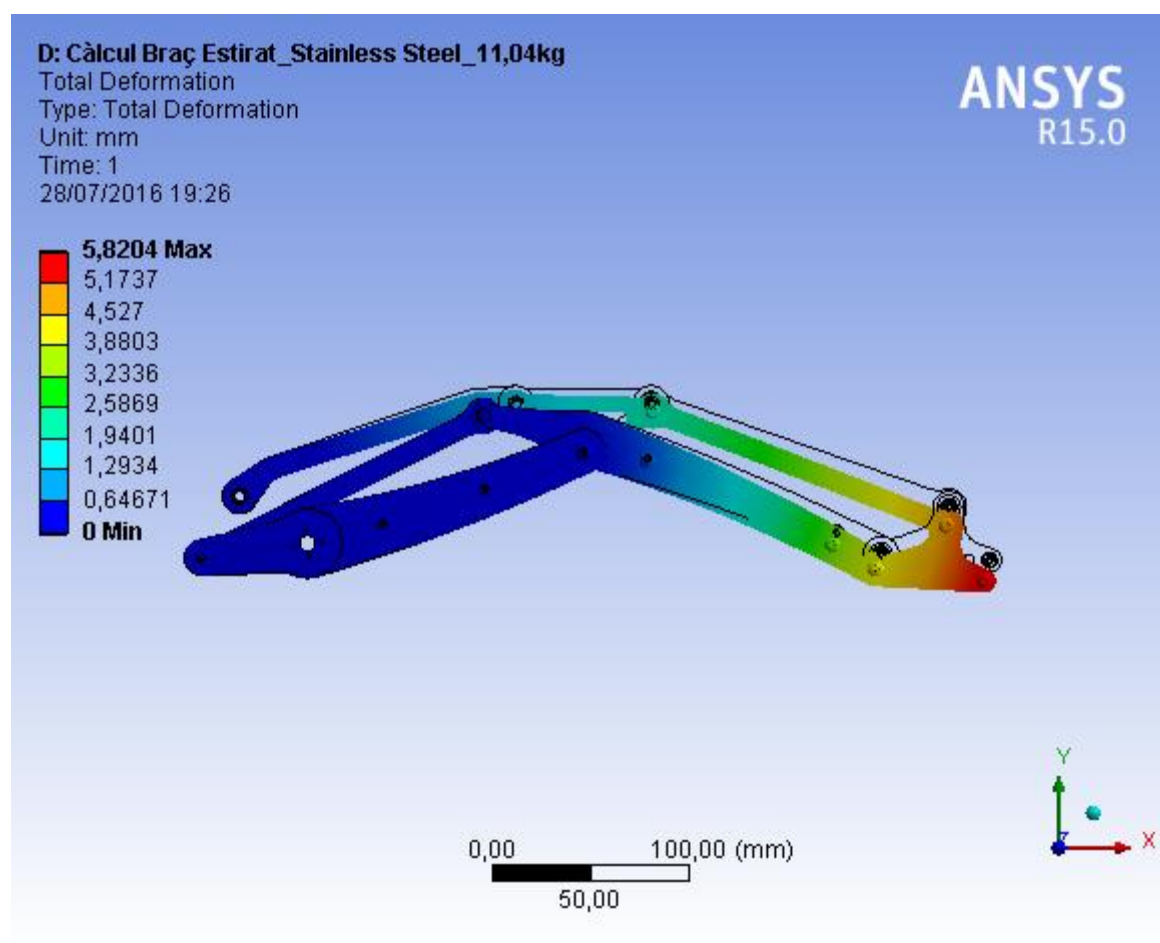 D: Càlcul Braç Estirat_Stainless Steel_11,04kg
Total Deformation
Type: Total Deformation
Unit: mm
Time: 1
28/07/2016 19:26
ANSYS
R15.0
5,8204 Max
5,1737
4,527
3,8803
3,2336
2,5869
1,9401
1,2934
0,64671
0 Min
0,00
100,00 (mm)
50,00
Y
Z
X